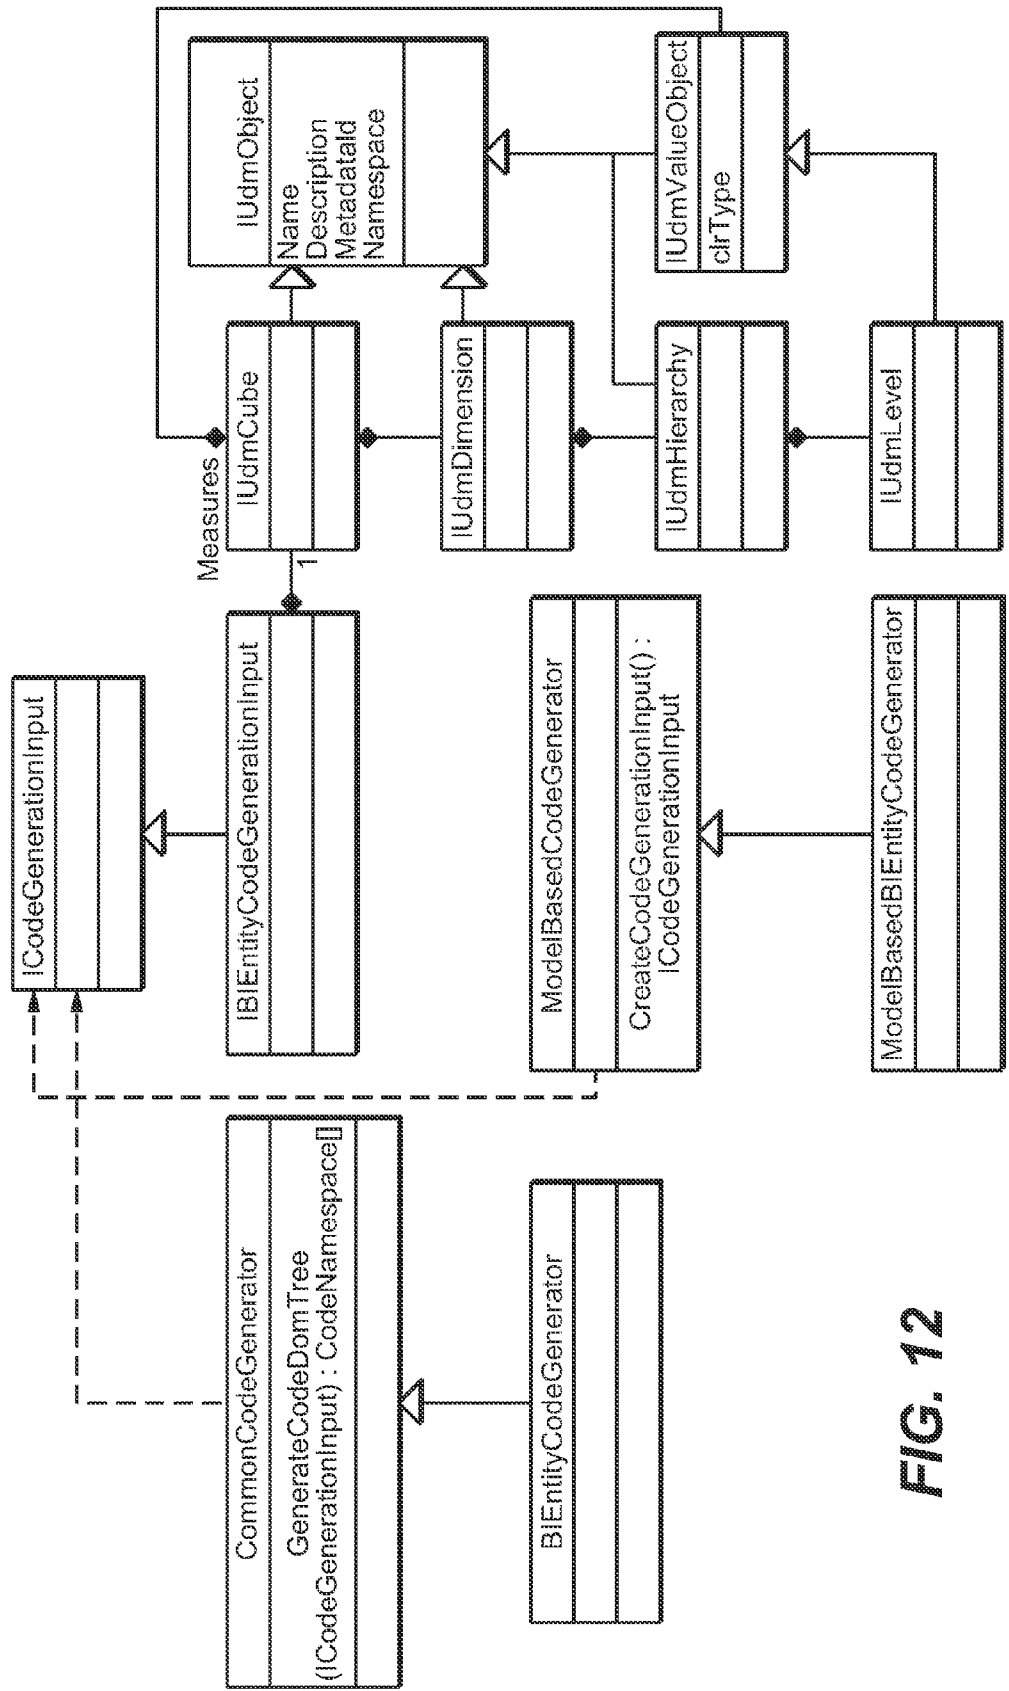 ICodeGenerationInput
CommonCodeGenerator
GenerateCodeDomTree
(ICodeGenerationInput) : CodeNamespace[]
IBIEntityCodeGenerationInput
1
Measures
IUdmCube
IUdmObject
Name
Description
MetadataId
Namespace
IUdmDimension
BIEntityCodeGenerator
ModelBasedCodeGenerator
CreateCodeGenerationInput() :
ICodeGenerationInput
IUdmHierarchy
IUdmValueObject
clrType
ModelBasedBIEntityCodeGenerator
IUdmLevel
FIG. 12